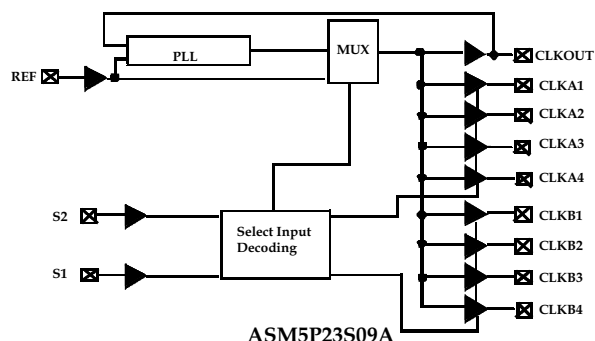 PLL
MUX
CLKOUT
REF
CLKA1
CLKA2
CLKA3
CLKA4
S2
CLKB1
Select Input
Decoding
CLKB2
S1
CLKB3
CLKB4
ASM5P23S09A